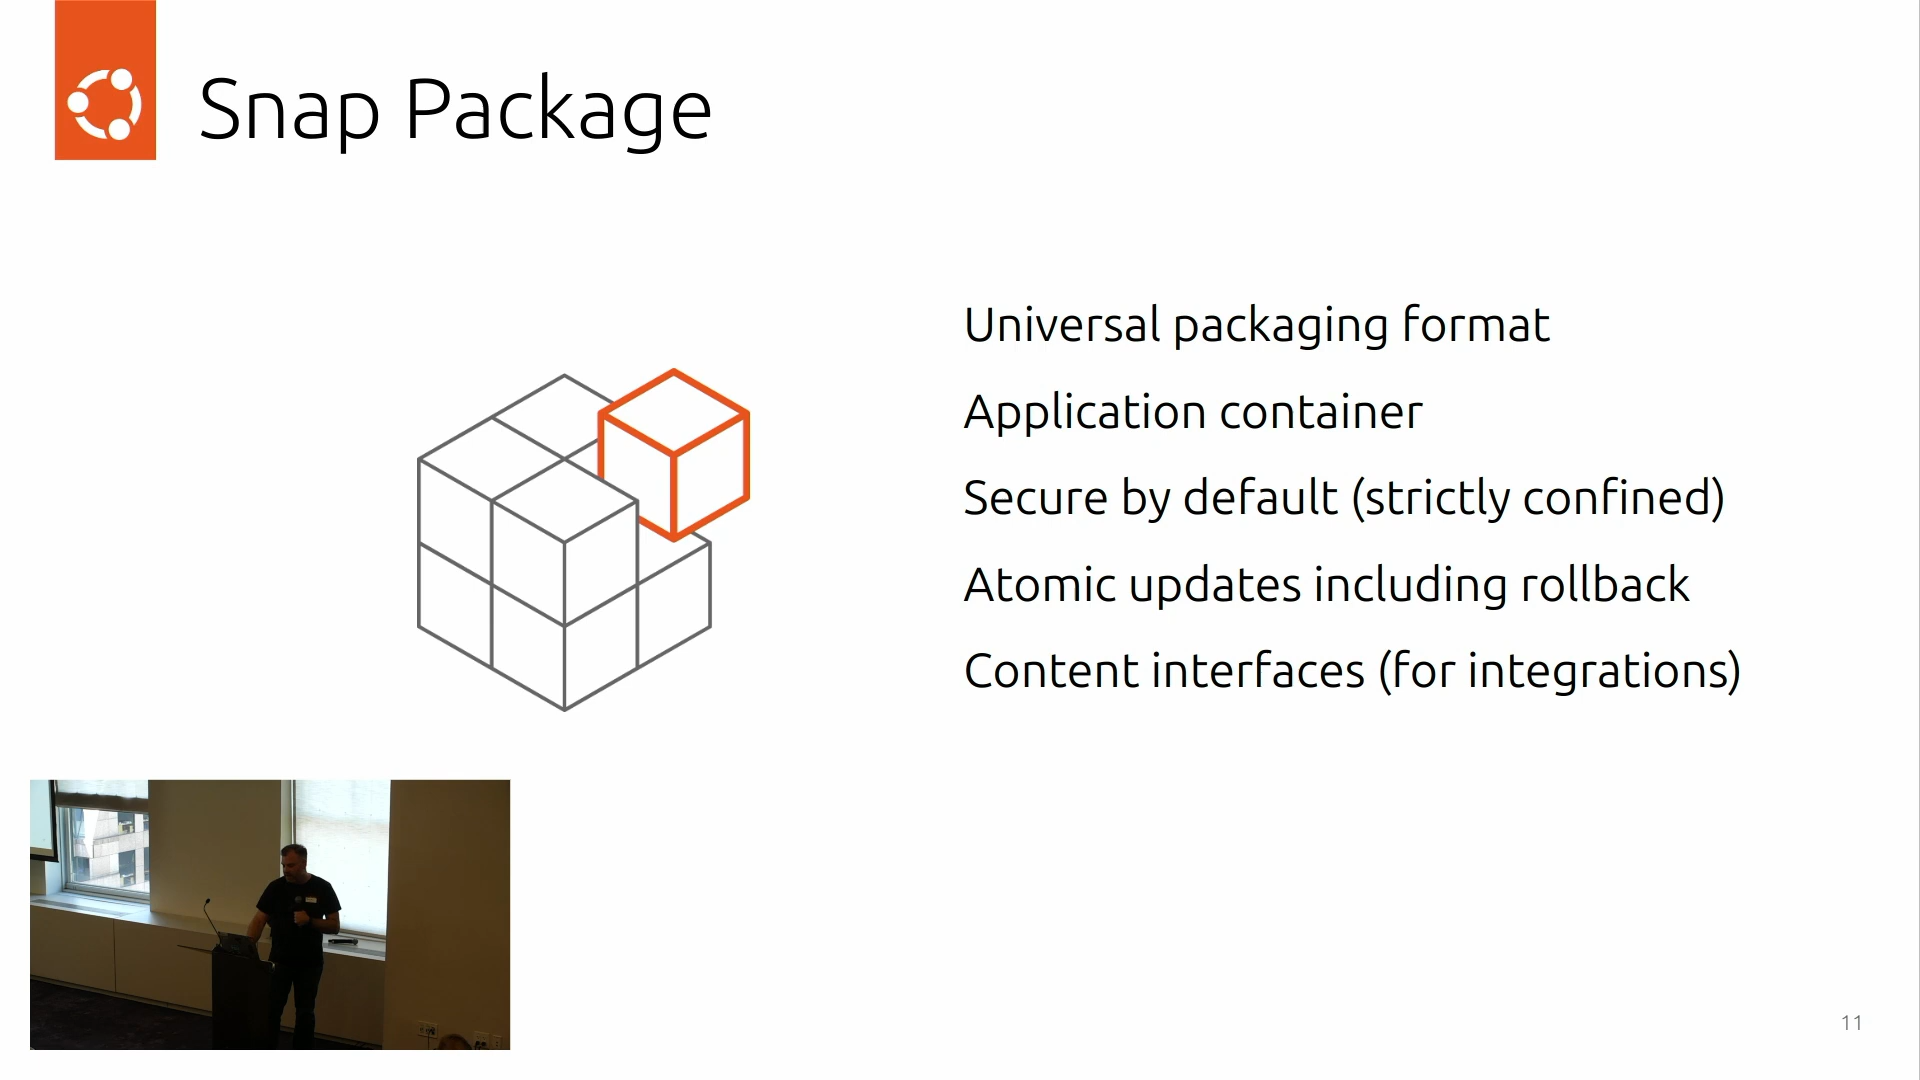 Snap Package
Universal packaging format
Application container
Secure by default (strictly confined)
Atomic updates including rollback
Content interfaces (for integrations)
11